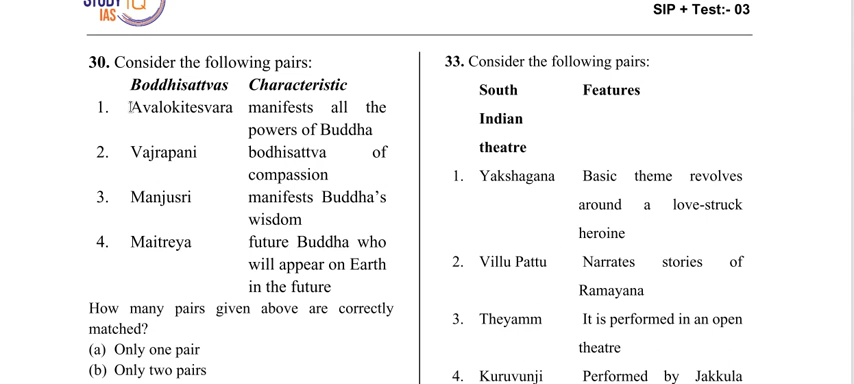 STUDY IQ
IAS
SIP + Test:- 03
30. Consider the following pairs:
Boddhisattvas Characteristic
1. Avalokitesvara manifests all the
powers of Buddha
2. Vajrapani bodhisattva of
compassion
3. Manjusri manifests Buddha's
wisdom
4. Maitreya future Buddha who
will appear on Earth
in the future
How many pairs given above are correctly
matched?
(a) Only one pair
(b) Only two pairs
33. Consider the following pairs:
South Features
Indian
theatre
1. Yakshagana Basic theme revolves
around a love-struck
heroine
2. Villu Pattu Narrates stories of
Ramayana
3. Theyamm It is performed in an open
theatre
4. Kuruvunji Performed by Jakkula